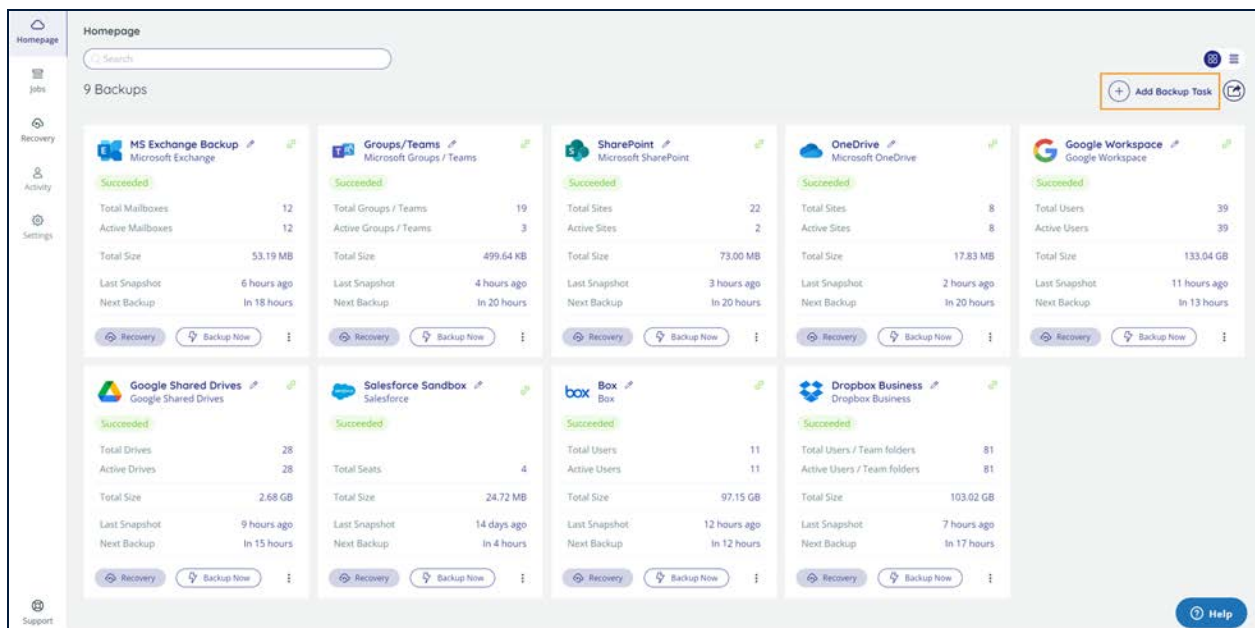 Homepage
Homepage
Search
Jobs
9 Backups
Add Backup Task
Recovery
Activity
Settings
MS Exchange Backup
Microsoft Exchange
Succeeded
Total Mailboxes 12
Active Mailboxes 12
Total Size 53.19 MB
Last Snapshot 6 hours ago
Next Backup In 18 hours
Recovery Backup Now
Groups/Teams
Microsoft Groups / Teams
Succeeded
Total Groups / Teams 19
Active Groups / Teams 3
Total Size 499.64 KB
Last Snapshot 4 hours ago
Next Backup In 20 hours
Recovery Backup Now
SharePoint
Microsoft SharePoint
Succeeded
Total Sites 22
Active Sites 2
Total Size 73.00 MB
Last Snapshot 3 hours ago
Next Backup In 20 hours
Recovery Backup Now
OneDrive
Microsoft OneDrive
Succeeded
Total Sites 8
Active Sites 8
Total Size 17.83 MB
Last Snapshot 2 hours ago
Next Backup In 20 hours
Recovery Backup Now
Google Workspace
Google Workspace
Succeeded
Total Users 39
Active Users 39
Total Size 133.04 GB
Last Snapshot 11 hours ago
Next Backup In 13 hours
Recovery Backup Now
Google Shared Drives
Google Shared Drives
Succeeded
Total Drives 28
Active Drives 28
Total Size 2.68 GB
Last Snapshot 9 hours ago
Next Backup In 15 hours
Recovery Backup Now
Salesforce Sandbox
Salesforce
Succeeded
Total Seats 4
Total Size 24.72 MB
Last Snapshot 14 days ago
Next Backup In 4 hours
Recovery Backup Now
box Box
Box
Succeeded
Total Users 11
Active Users 11
Total Size 97.15 GB
Last Snapshot 12 hours ago
Next Backup In 12 hours
Recovery Backup Now
Dropbox Business
Dropbox Business
Succeeded
Total Users / Team folders 81
Active Users / Team folders 81
Total Size 103.02 GB
Last Snapshot 7 hours ago
Next Backup In 17 hours
Recovery Backup Now
Support
Help